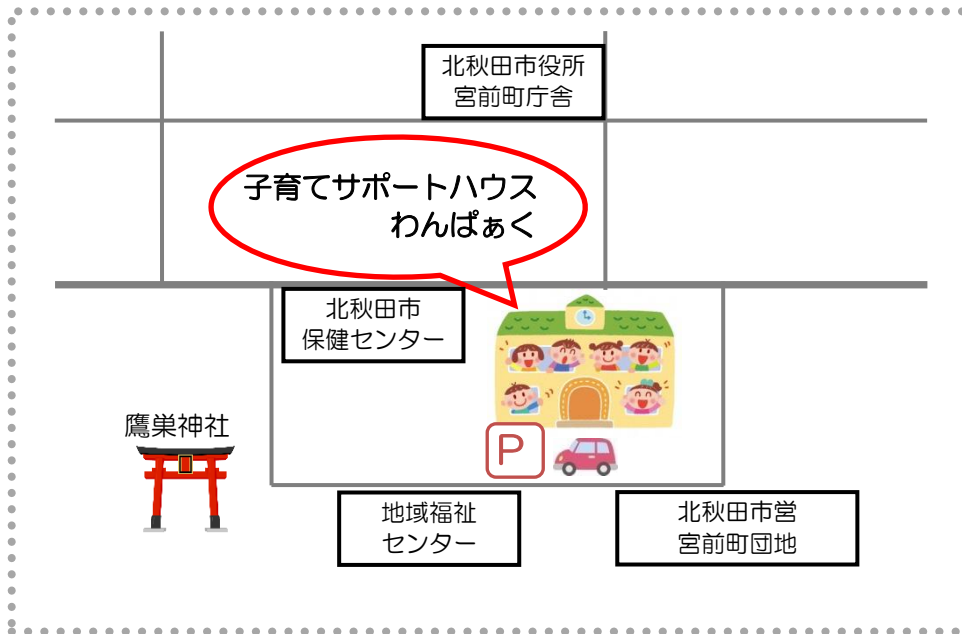 北秋田市役所
宮前町庁舎
子育てサポートハウス
わんぱぁく
北秋田市
保健センター
鷹巣神社
P
地域福祉
センター
北秋田市営
宮前町団地